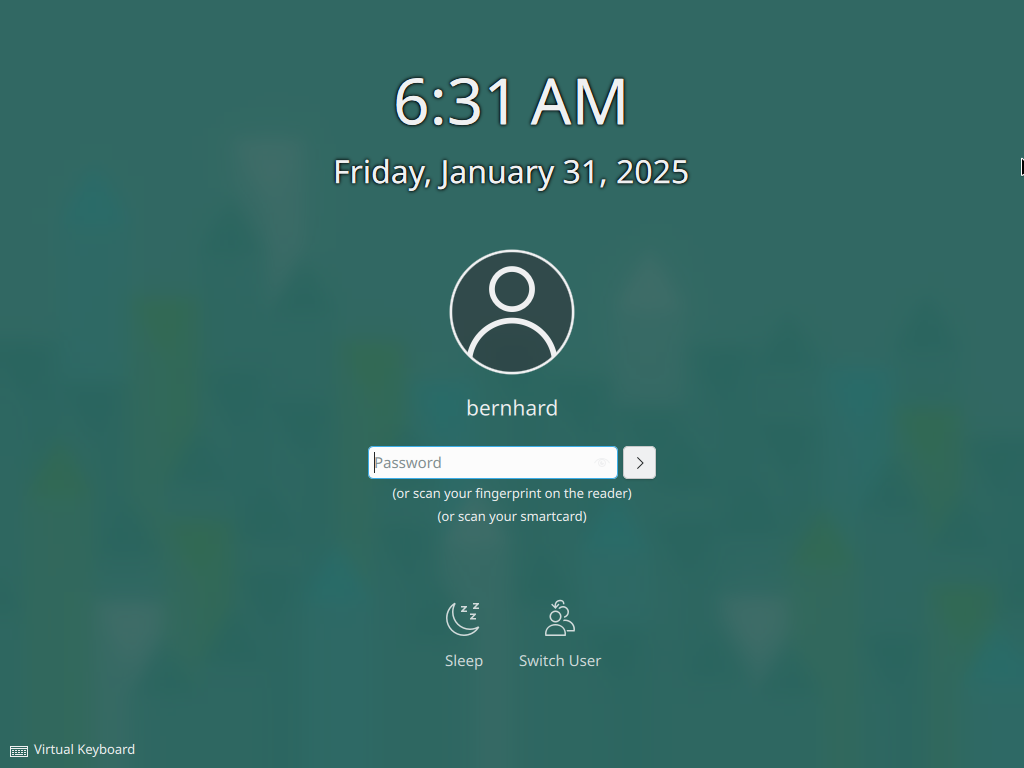 6:31 AM
Friday, January 31, 2025
bernhard
Password
(or scan your fingerprint on the reader)
(or scan your smartcard)
Sleep
Switch User
Virtual Keyboard